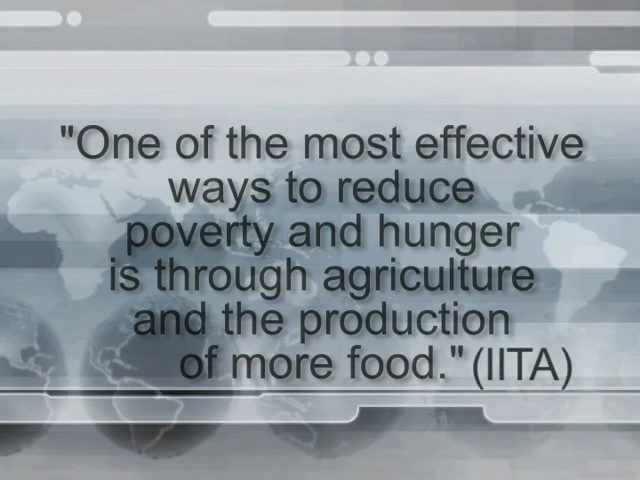 "One of the most effective
ways to reduce
poverty and hunger
is through agriculture
and the production
of more food." (IITA)